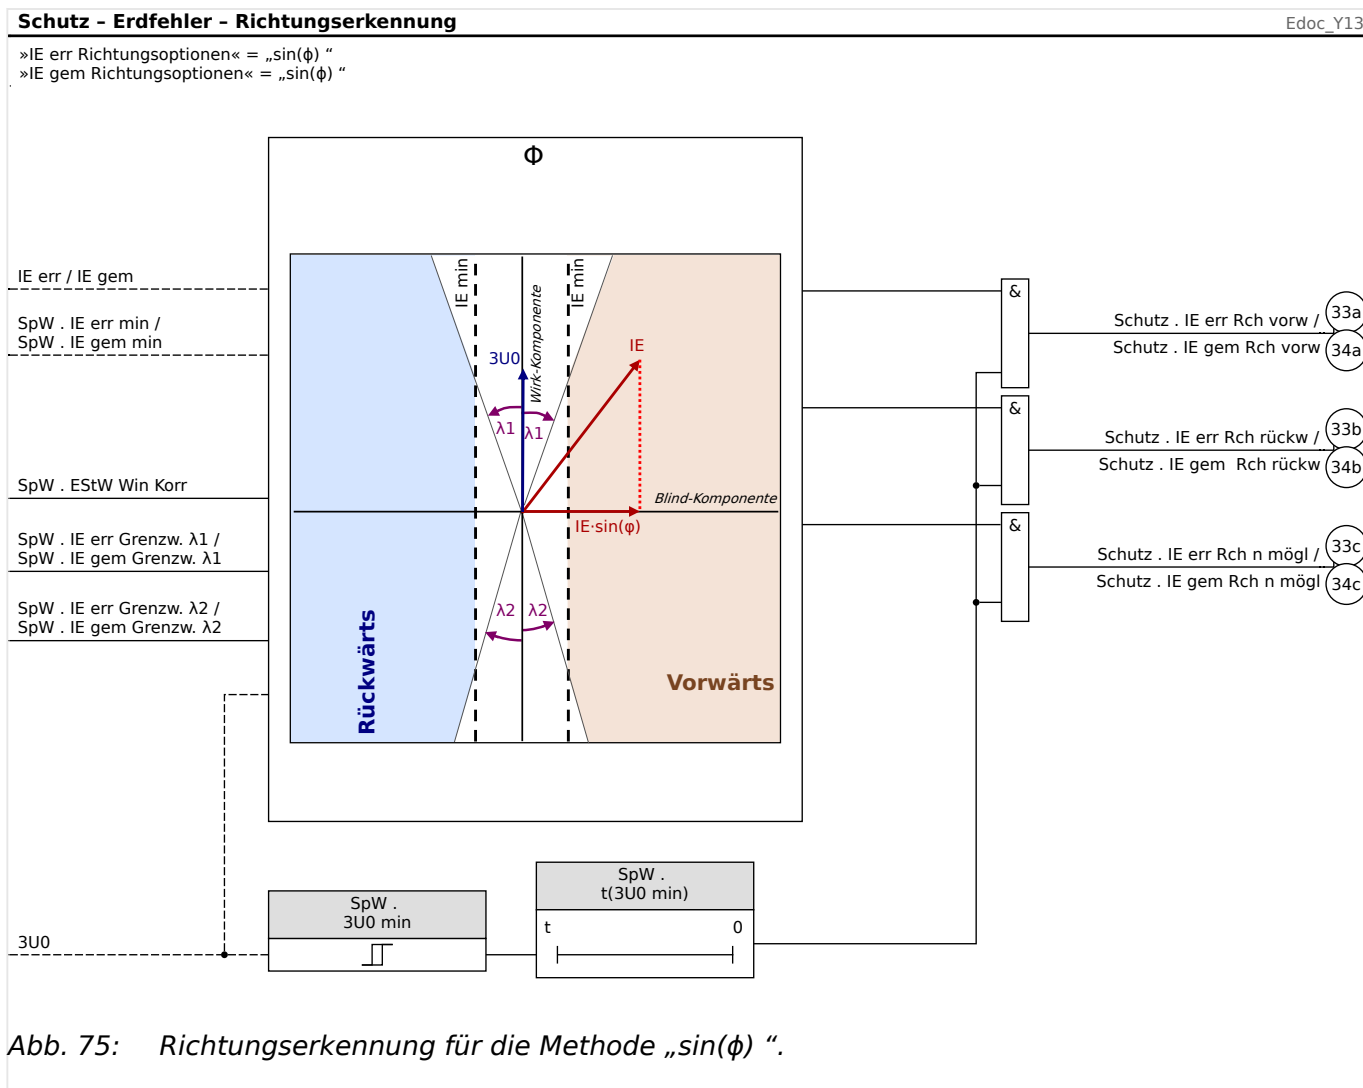 Schutz – Erdfehler – Richtungserkennung
Edoc_Y13
»IE err Richtungsoptionen« = „sin(ϕ) “
»IE gem Richtungsoptionen« = „sin(ϕ) “
Φ
IE err / IE gem
SpW . IE err min /
SpW . IE gem min
SpW . EStW Win Korr
SpW . IE err Grenzw. λ1 /
SpW . IE gem Grenzw. λ1
SpW . IE err Grenzw. λ2 /
SpW . IE gem Grenzw. λ2
3U0
IE min
Wirk-Komponente
IE min
3U0
IE
λ1
λ1
Blind-Komponente
IE·sin(φ)
λ2
λ2
Rückwärts
Vorwärts
&
Schutz . IE err Rch vorw /
33a
Schutz . IE gem Rch vorw
34a
&
Schutz . IE err Rch rückw /
33b
Schutz . IE gem  Rch rückw
34b
&
Schutz . IE err Rch n mögl /
33c
Schutz . IE gem Rch n mögl
34c
SpW .
3U0 min
SpW .
t(3U0 min)
t
0
Abb. 75: Richtungserkennung für die Methode „sin(ϕ) “.